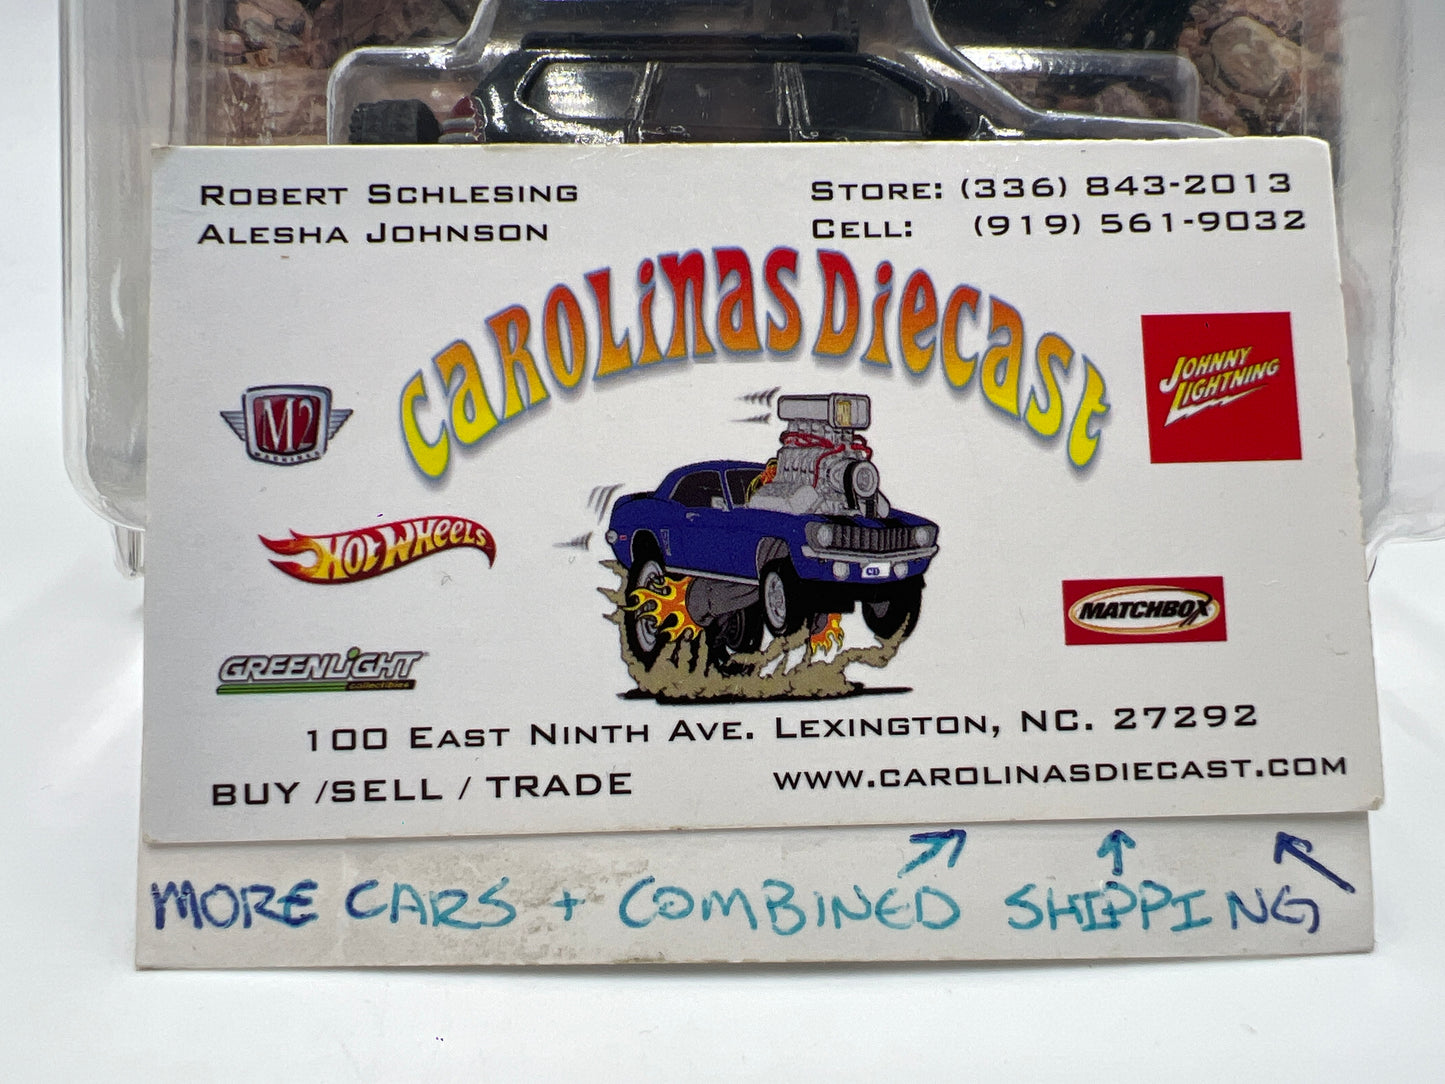 ROBERT SCHLESING
ALESHA JOHNSON
STORE: (336) 843-2013
CELL: (919) 561-9032
CAROLINAS DIECAST
M2
MACHINES
JOHNNY
LIGHTNING
HOT WHEELS
MATCHBOX
GREENLIGHT
collectibles
100 EAST NINTH AVE. LEXINGTON, NC. 27292
BUY /SELL / TRADE
WWW.CAROLINASDIECAST.COM
MORE CARS + COMBINED SHIPPING